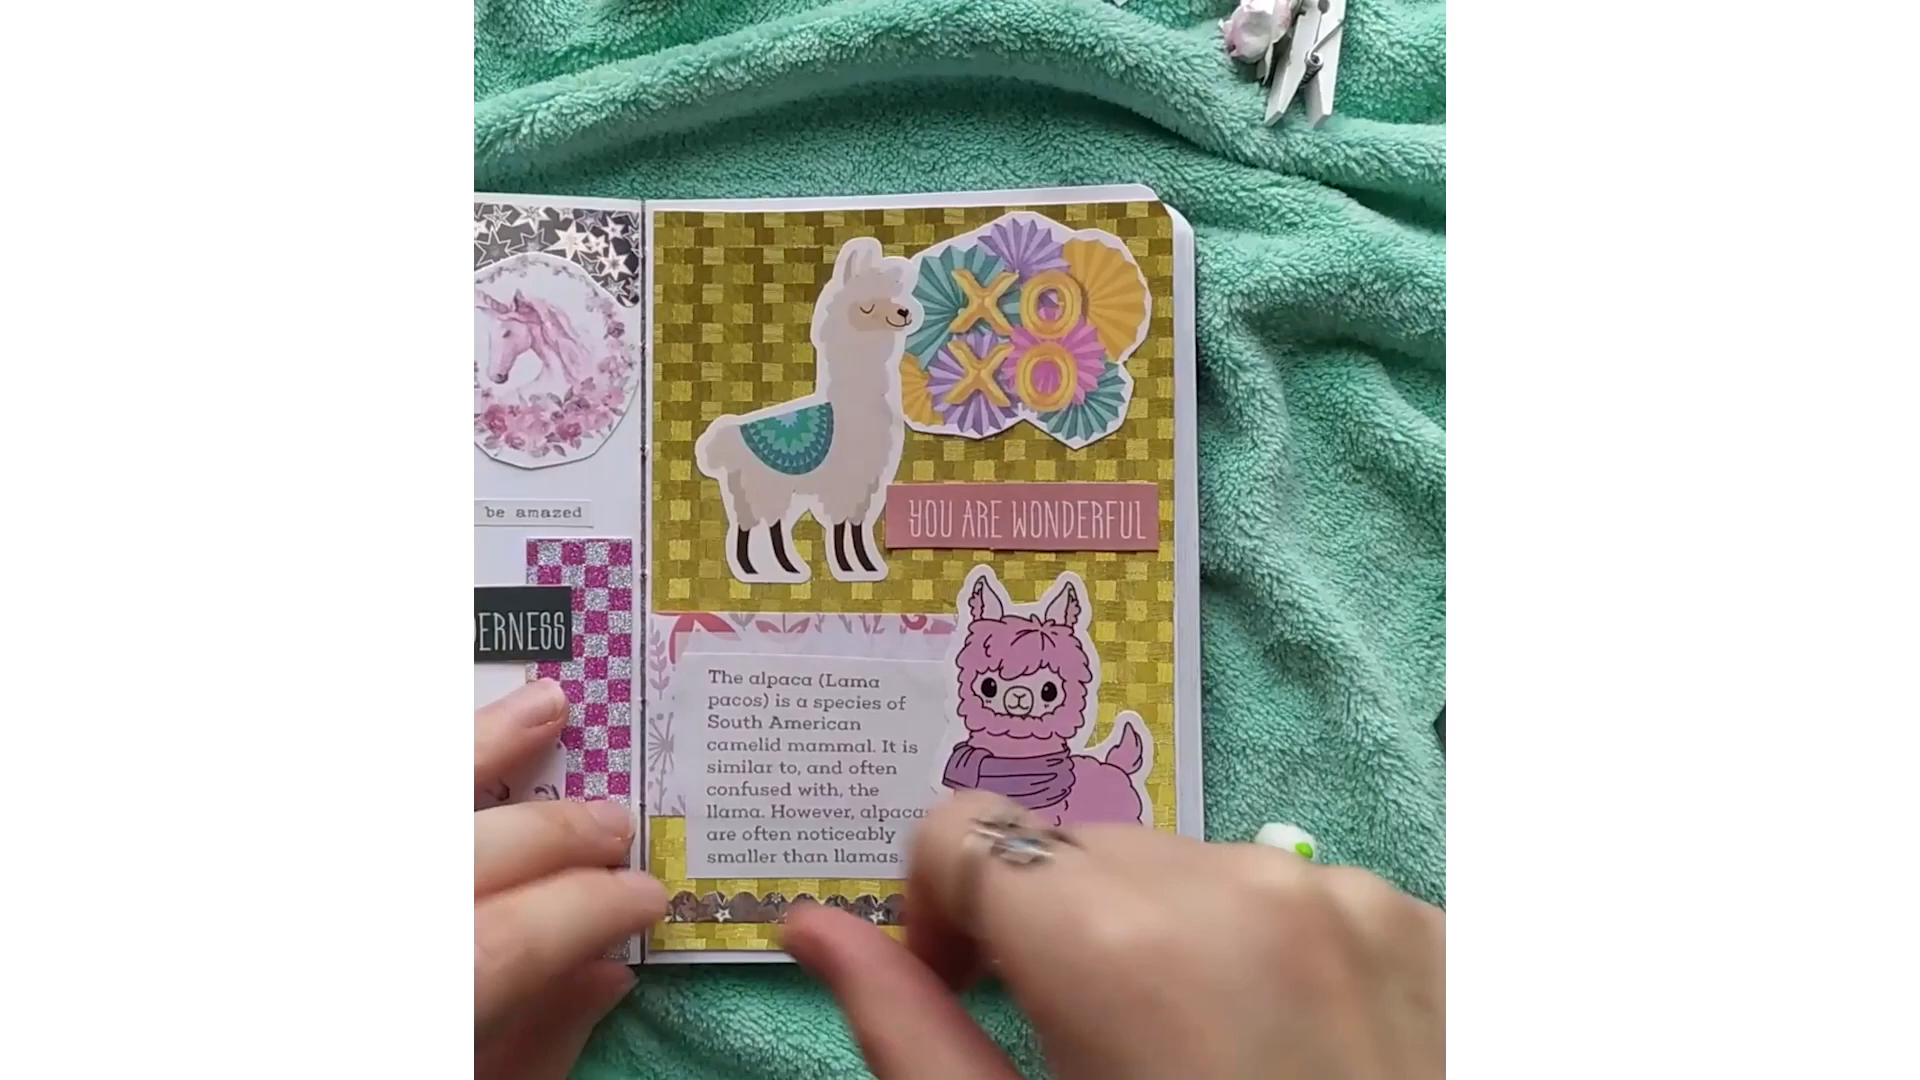 be amazed
ERNESS
XO
XO
YOU ARE WONDERFUL
The alpaca (Lama
pacos) is a species of
South American
camelid mammal. It is
similar to, and often
confused with, the
llama. However, alpacas
are often noticeably
smaller than llamas.